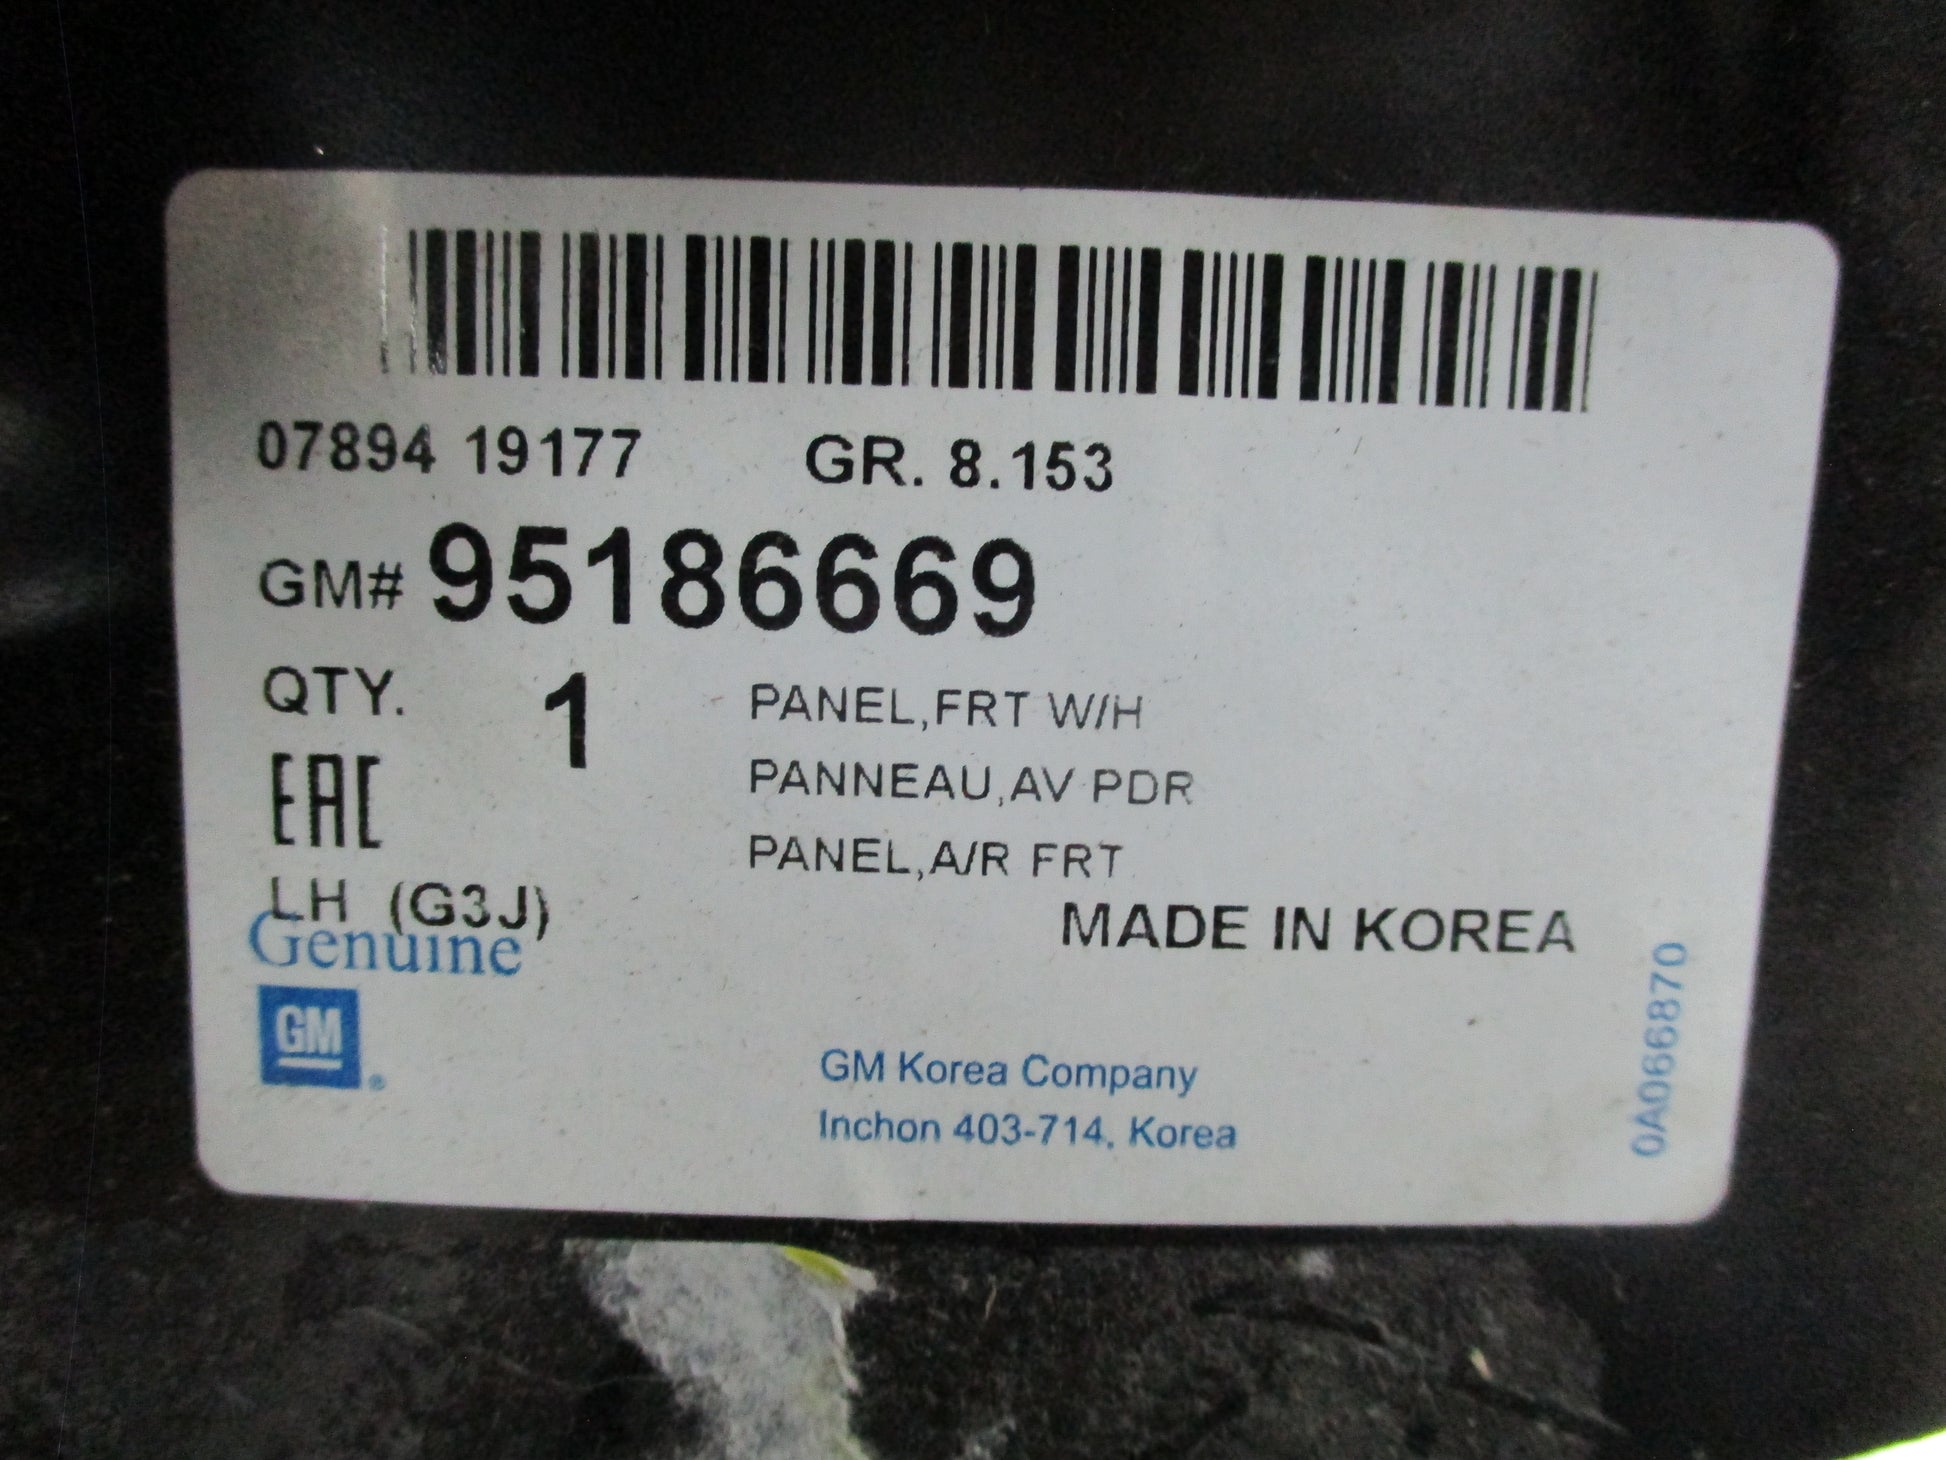 07894 19177 GR. 8.153
GM# 95186669
QTY. 1 PANEL,FRT W/H
PANNEAU,AV PDR
EAC
PANEL,A/R FRT
LH (G3J)
MADE IN KOREA
Genuine
GM ®
GM Korea Company
Inchon 403-714, Korea
0A066870